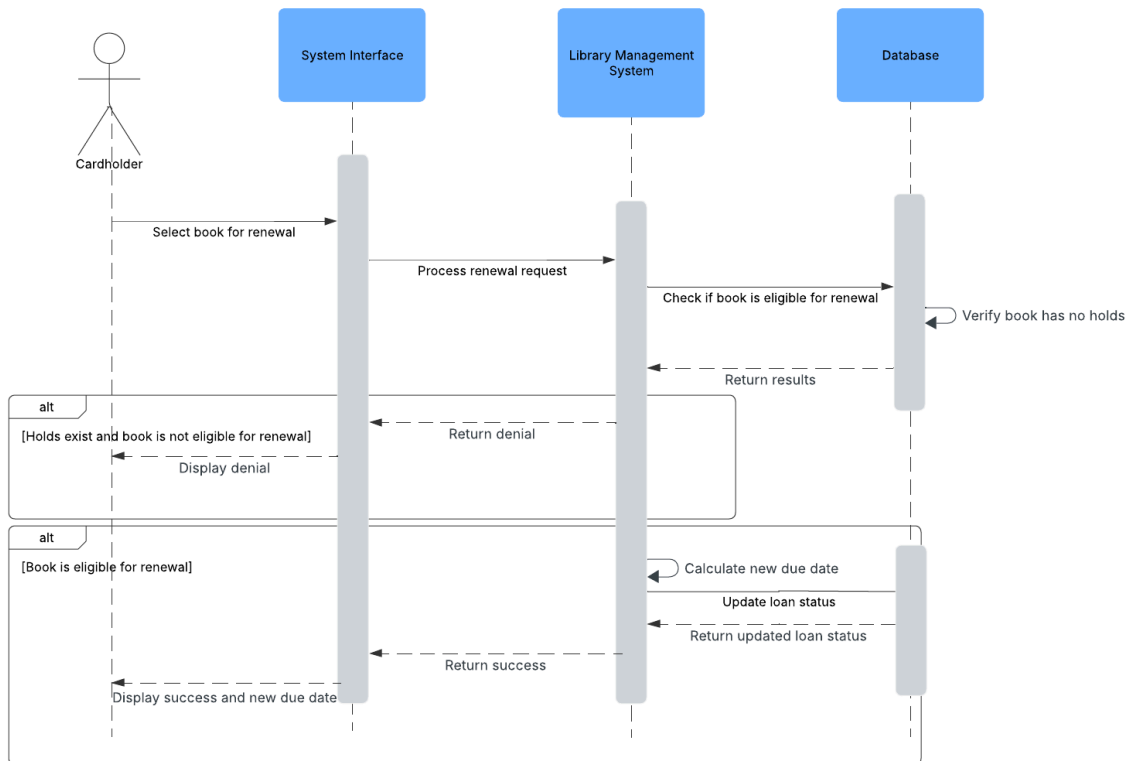 System Interface
Library Management
System
Database
Cardholder
Select book for renewal
Process renewal request
Check if book is eligible for renewal
Verify book has no holds
Return results
alt
[Holds exist and book is not eligible for renewal]
Return denial
Display denial
alt
[Book is eligible for renewal]
Calculate new due date
Update loan status
Return updated loan status
Return success
Display success and new due date